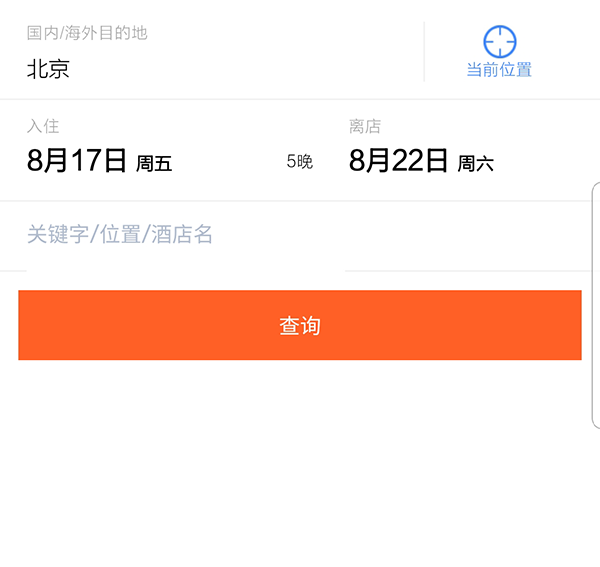 国内/海外目的地
北京
当前位置
入住
离店
8月17日 周五
5晚
8月22日 周六
关键字/位置/酒店名
查询